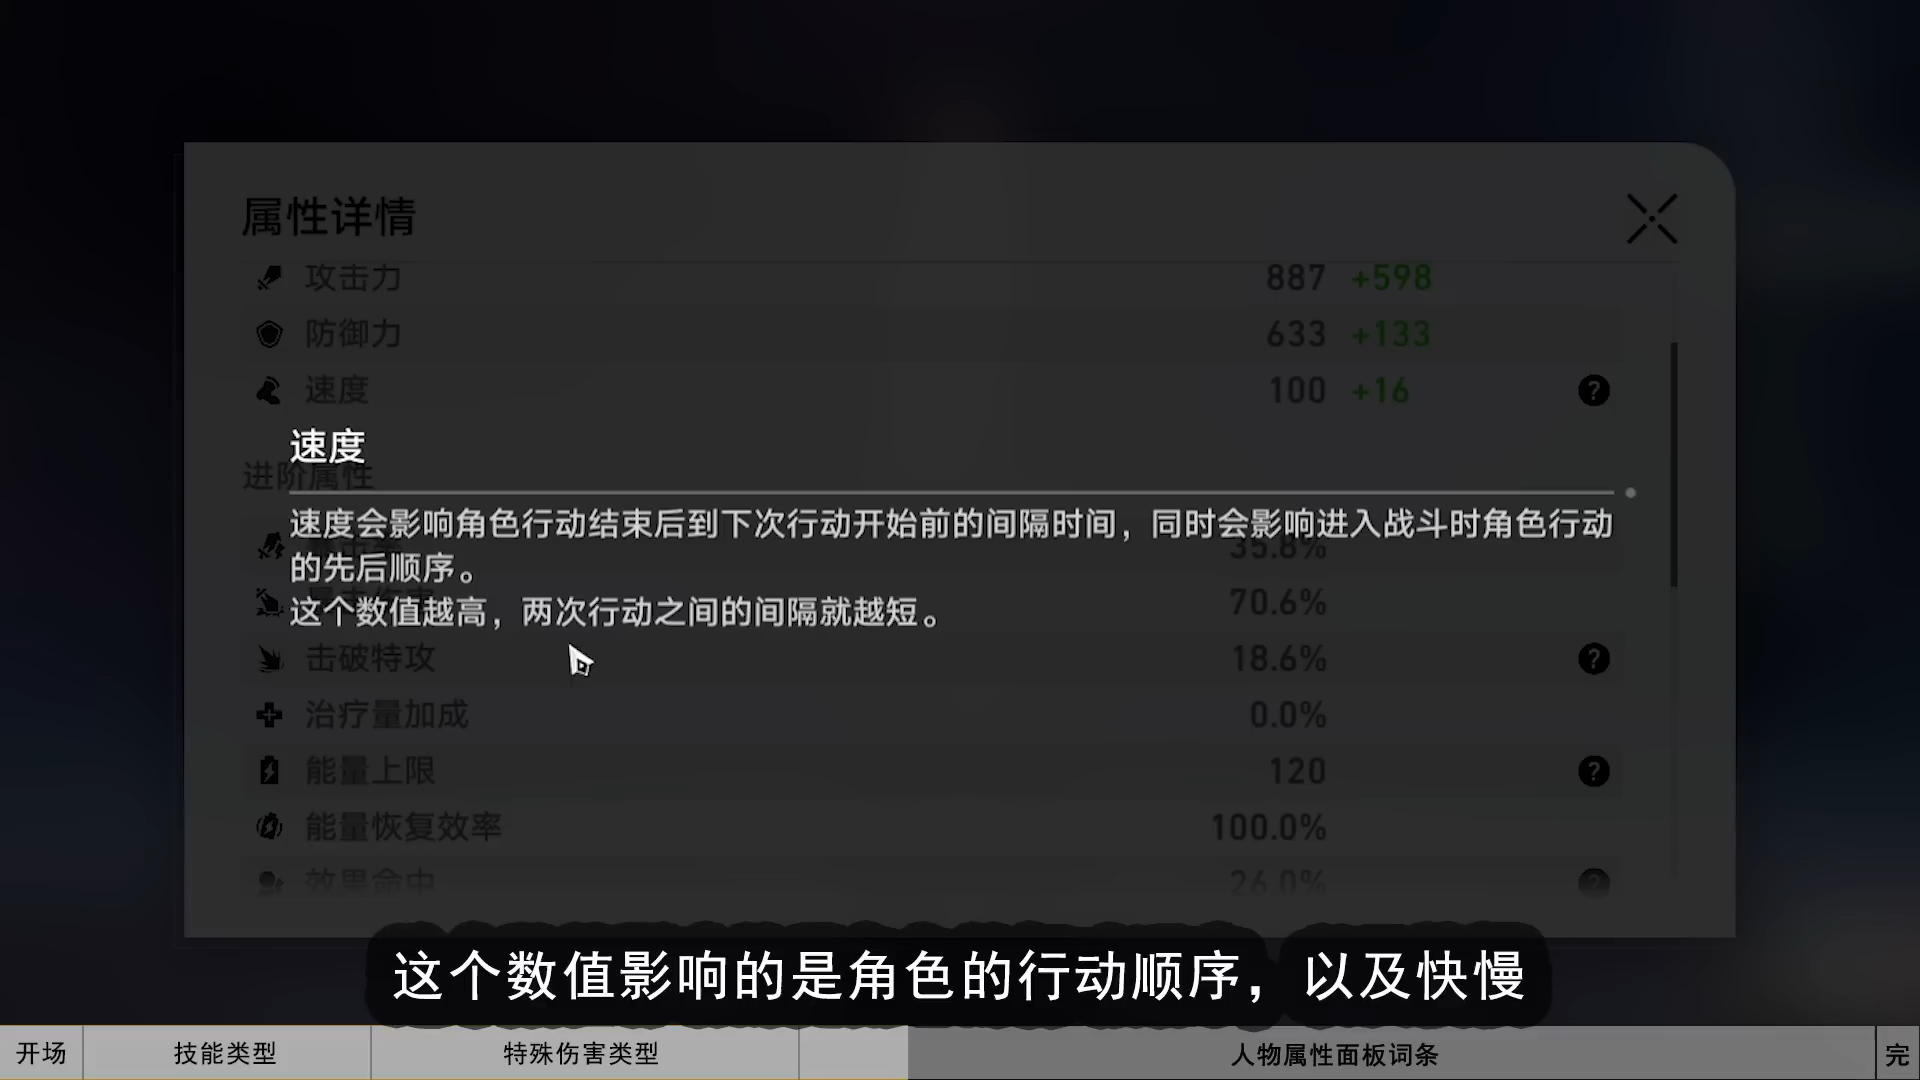 属性详情
攻击力 887 +598
防御力 633 +133
速度 100 +16
速度
进阶属性
速度会影响角色行动结束后到下次行动开始前的间隔时间，同时会影响进入战斗时角色行动
35.8%
的先后顺序。
70.6%
这个数值越高，两次行动之间的间隔就越短。
击破特攻 18.6%
治疗量加成 0.0%
能量上限 120
能量恢复效率 100.0%
效果命中 26.0%
这个数值影响的是角色的行动顺序，以及快慢
开场 技能类型 特殊伤害类型 人物属性面板词条 完